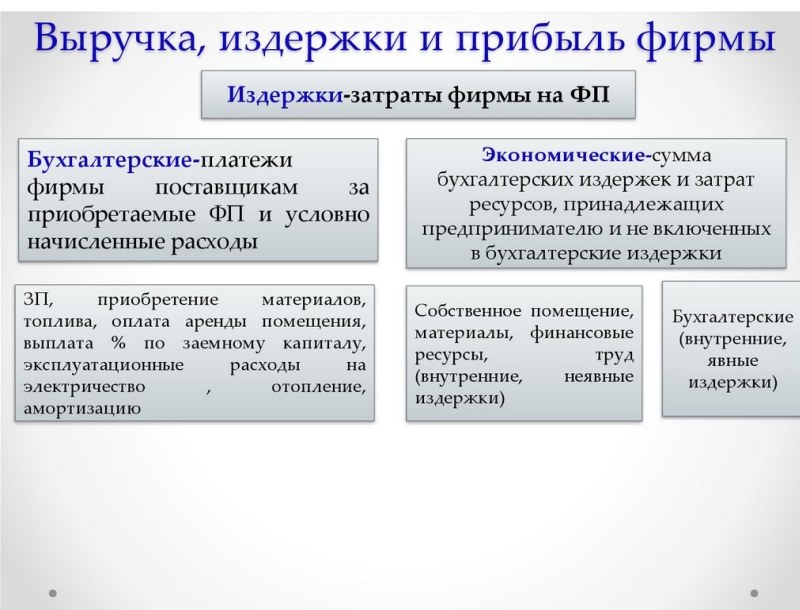 Выручка, издержки и прибыль фирмы
Издержки-затраты фирмы на ФП
Бухгалтерские-платежи
фирмы поставщикам за
приобретаемые ФП и условно
начисленные расходы
Экономические-сумма
бухгалтерских издержек и затрат
ресурсов, принадлежащих
предпринимателю и не включенных
в бухгалтерские издержки
ЗП, приобретение материалов,
топлива, оплата аренды помещения,
выплата % по заемному капиталу,
эксплуатационные расходы на
электричество , отопление,
амортизацию
Собственное помещение,
материалы, финансовые
ресурсы, труд
(внутренние, неявные
издержки)
Бухгалтерские
(внутренние,
явные
издержки)